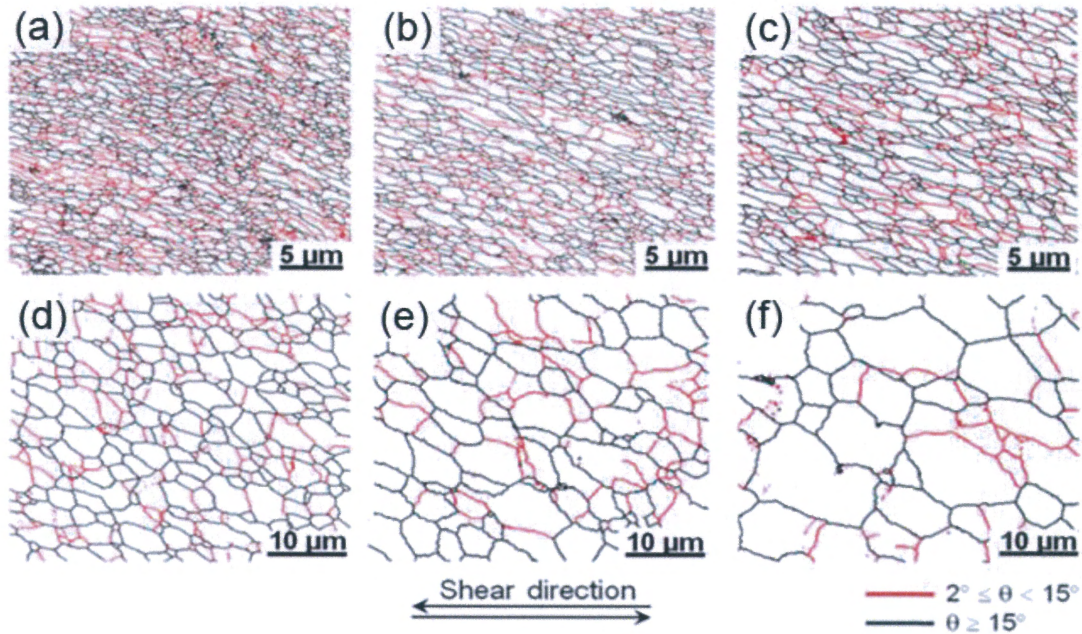 (a)
(b)
(c)
5 µm
5 µm
5 µm
(d)
(e)
(f)
10 µm
10 µm
10 µm
Shear direction
2° ≤ θ < 15°
θ ≥ 15°